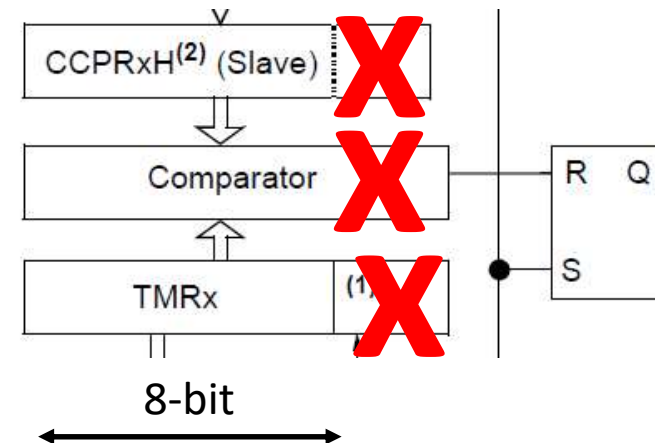 CCPRxH(2) (Slave)
Comparator
R Q
TMRx
(1)
S
8-bit